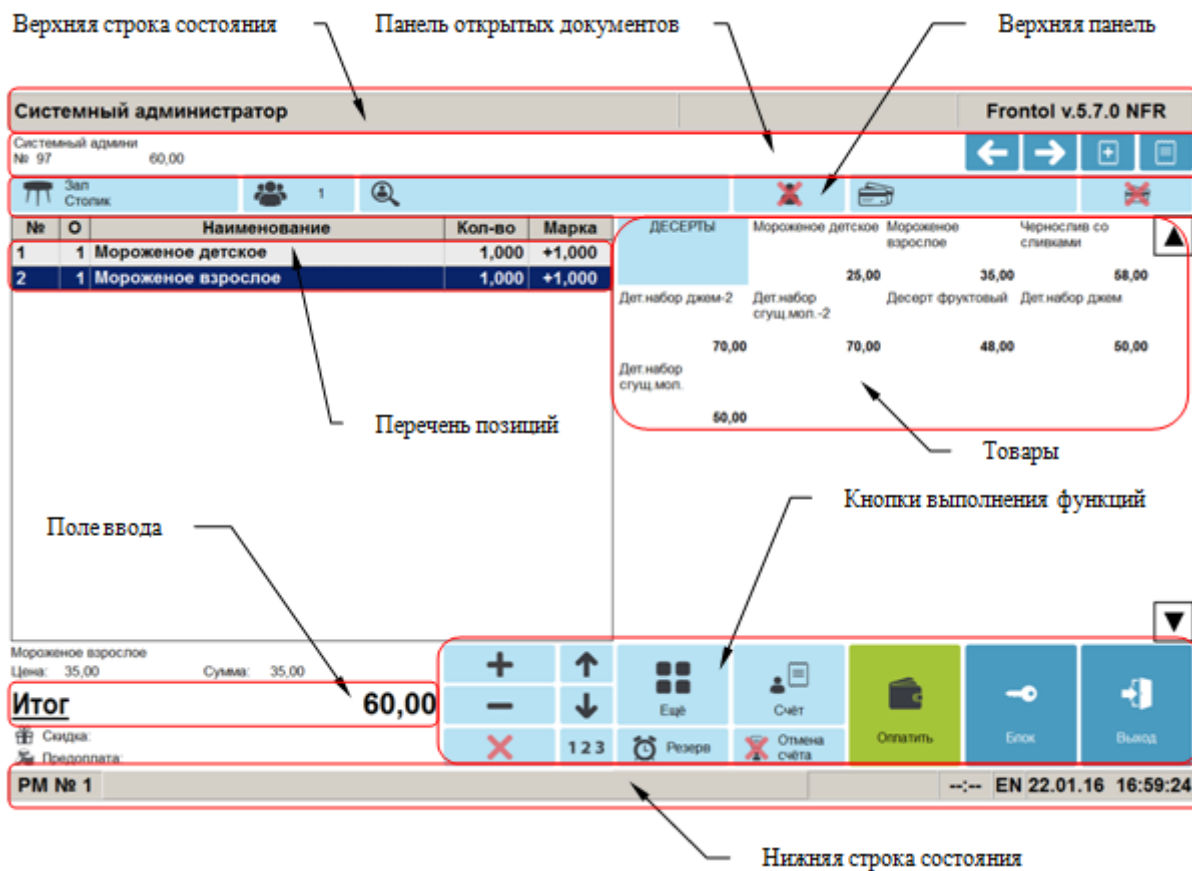 Верхняя строка состояния Панель открытых документов Верхняя панель
Системный администратор Frontol v.5.7.0 NFR
Системный админи
№ 97 60,00
Зал
Столик 1
№ О Наименование Кол-во Марка
1 1 Мороженое детское 1,000 +1,000
2 1 Мороженое взрослое 1,000 +1,000
ДЕСЕРТЫ
Мороженое детское
25,00
Мороженое
взрослое
35,00
Чернослив со
сливками
58,00
Дет.набор джем-2
70,00
Дет.набор
сгущ.мол.-2
70,00
Десерт фруктовый
48,00
Дет.набор джем
50,00
Дет.набор
сгущ.мол.
50,00
Перечень позиций
Товары
Кнопки выполнения функций
Поле ввода
Мороженое взрослое
Цена: 35,00 Сумма: 35,00
Итог 60,00
Скидка:
Предоплата:
1 2 3
Ещё
Счёт
Резерв
Отмена
счёта
Оплатить
Блок
Выход
РМ № 1 --:-- EN 22.01.16 16:59:24
Нижняя строка состояния